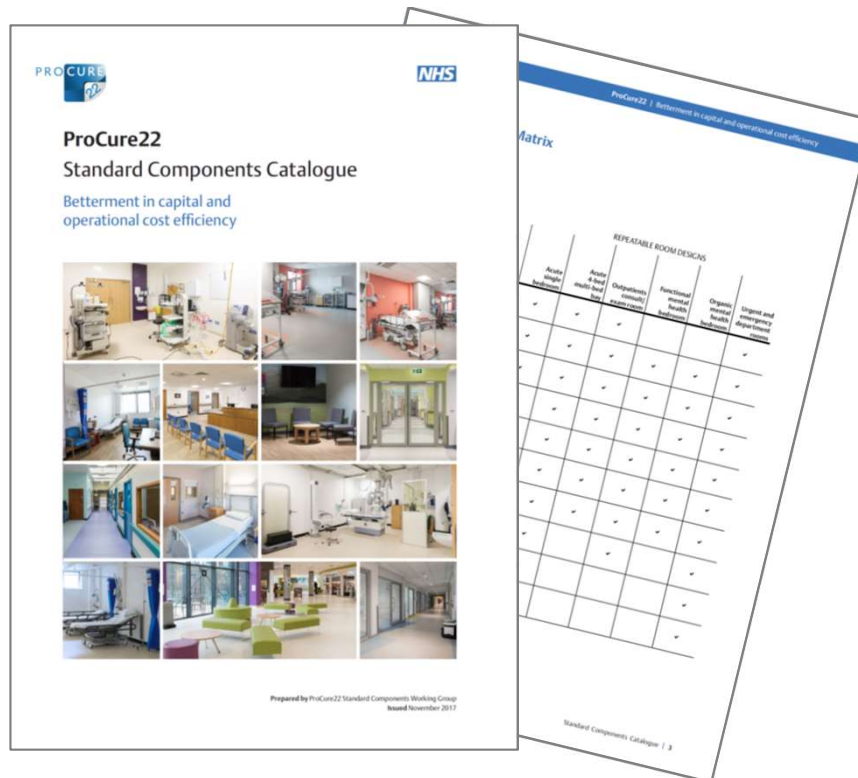 PROCURE
22
NHS
ProCure22
Standard Components Catalogue
Betterment in capital and
operational cost efficiency
Prepared by ProCure22 Standard Components Working Group
Issued November 2017
ProCure22 | Betterment in capital and operational cost efficiency
Matrix
REPEATABLE ROOM DESIGNS
Acute
single
bedroom
Acute
4-bed
multi-bed
bay
Outpatients
consult/
exam room
Functional
mental
health
bedroom
Organic
mental
health
bedroom
Urgent and
emergency
department
rooms
Standard Components Catalogue | 3